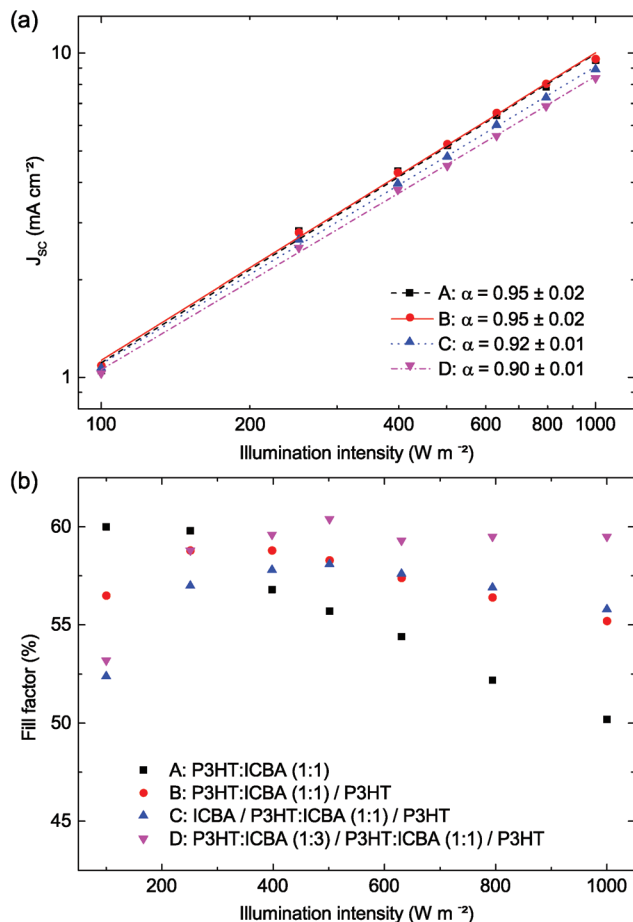 (a)
10
1
J_SC (mA cm⁻²)
A: α = 0.95 ± 0.02
B: α = 0.95 ± 0.02
C: α = 0.92 ± 0.01
D: α = 0.90 ± 0.01
100 200 400 600 800 1000
Illumination intensity (W m⁻²)
(b)
60
55
50
45
Fill factor (%)
A: P3HT:ICBA (1:1)
B: P3HT:ICBA (1:1) / P3HT
C: ICBA / P3HT:ICBA (1:1) / P3HT
D: P3HT:ICBA (1:3) / P3HT:ICBA (1:1) / P3HT
200 400 600 800 1000
Illumination intensity (W m⁻²)